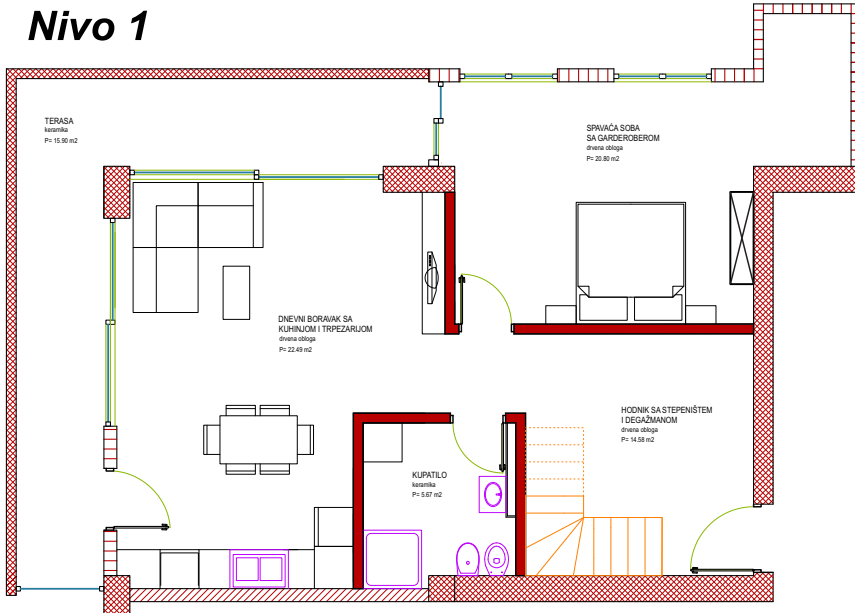 Nivo 1
TERASA
keramika
P= 15.90 m2
SPAVAĆA SOBA
SA GARDEROBEROM
drvena obloga
P= 20.80 m2
DNEVNI BORAVAK SA
KUHINJOM I TRPEZARIJOM
drvena obloga
P= 22.49 m2
HODNIK SA STEPENIŠTEM
I DEGAŽMANOM
drvena obloga
P= 14.58 m2
KUPATILO
keramika
P= 5.67 m2